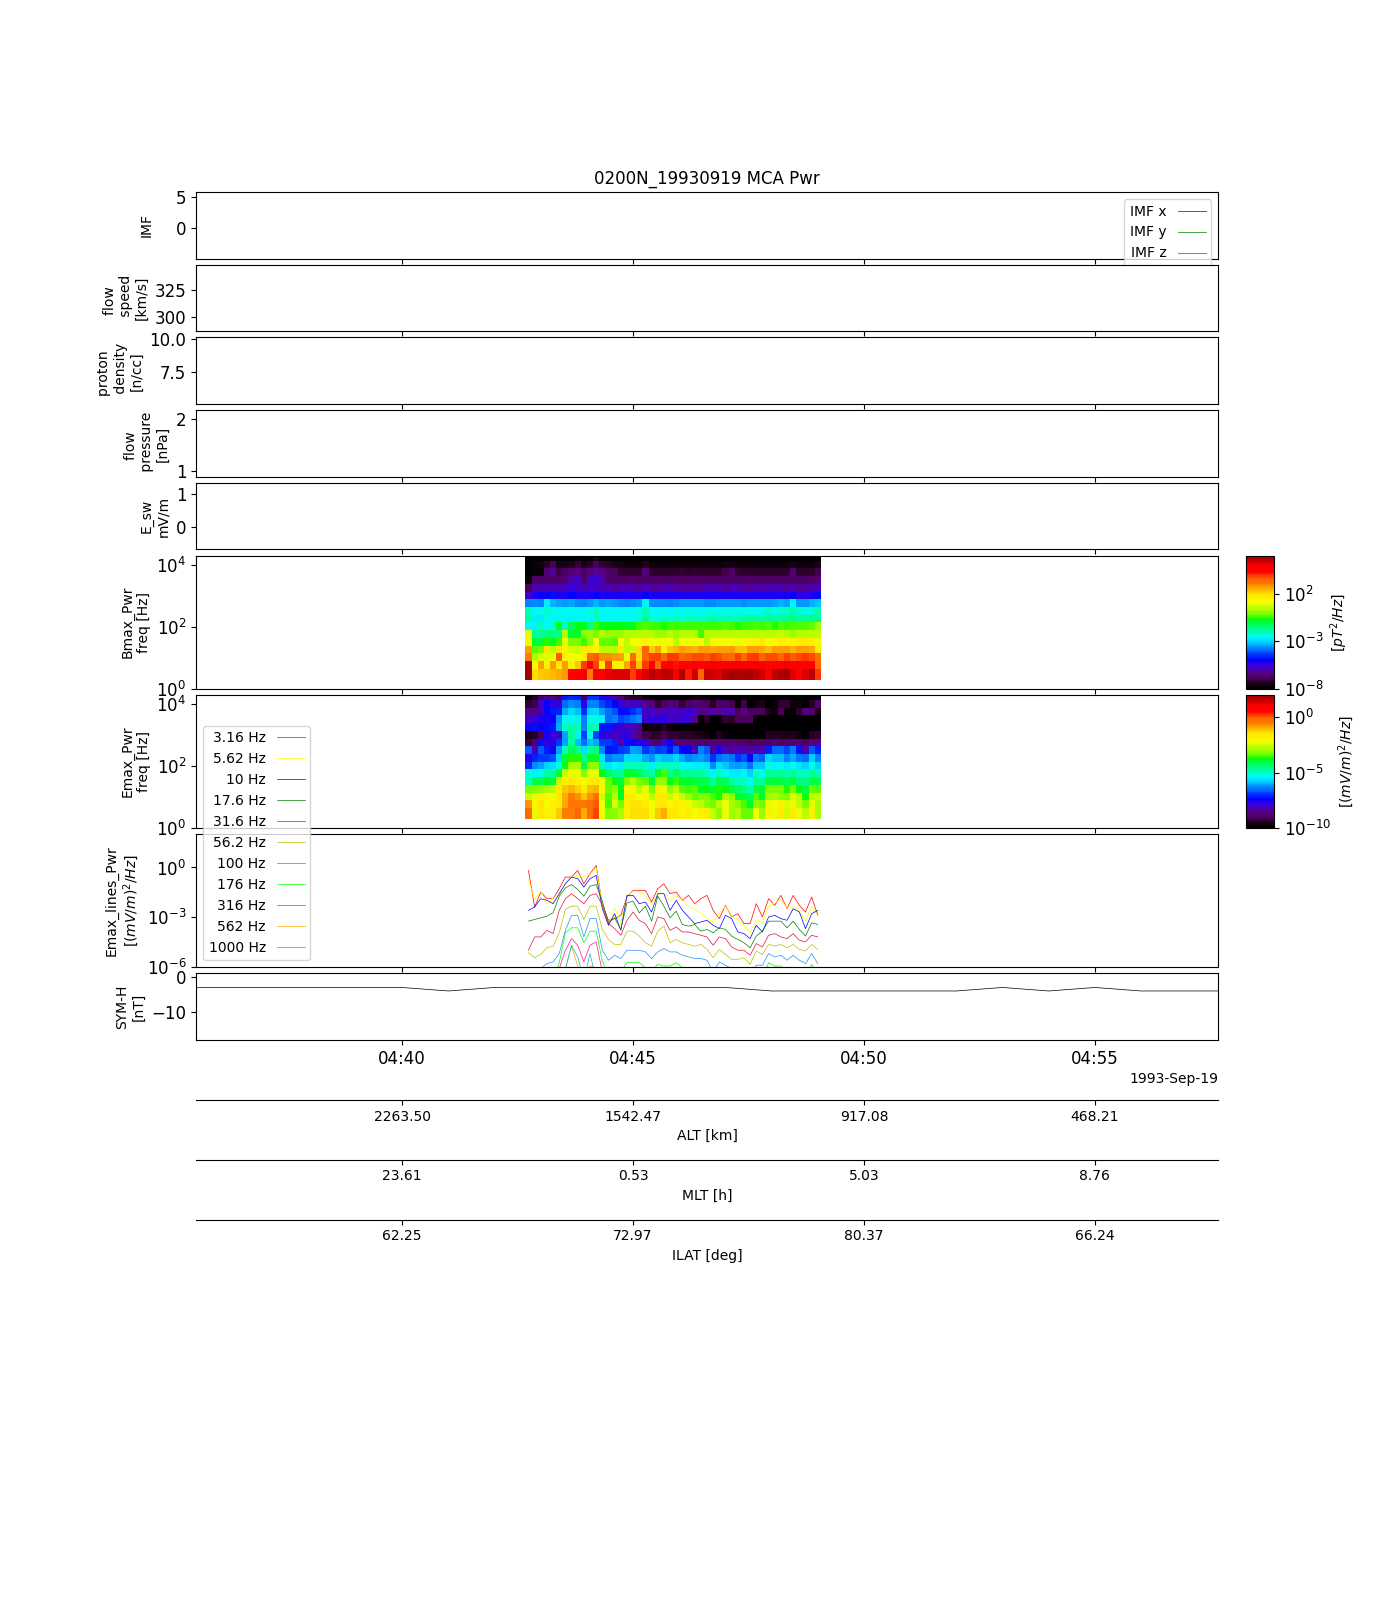 0200N_19930919 MCA Pwr
5
0
IMF
IMF x
IMF y
IMF z
325
300
flow
speed
[km/s]
10.0
7.5
proton
density
[n/cc]
2
1
flow
pressure
[nPa]
1
0
E_sw
mV/m
10^4
10^2
10^0
Bmax_Pwr
freq [Hz]
10^2
10^-3
10^-8
[pT^2/Hz]
10^4
10^2
10^0
Emax_Pwr
freq [Hz]
10^0
10^-5
10^-10
[(mV/m)^2/Hz]
3.16 Hz
5.62 Hz
10 Hz
17.6 Hz
31.6 Hz
56.2 Hz
100 Hz
176 Hz
316 Hz
562 Hz
1000 Hz
10^0
10^-3
10^-6
Emax_lines_Pwr
[(mV/m)^2/Hz]
0
−10
SYM-H
[nT]
04:40 04:45 04:50 04:55
1993-Sep-19
2263.50 1542.47 917.08 468.21
ALT [km]
23.61 0.53 5.03 8.76
MLT [h]
62.25 72.97 80.37 66.24
ILAT [deg]